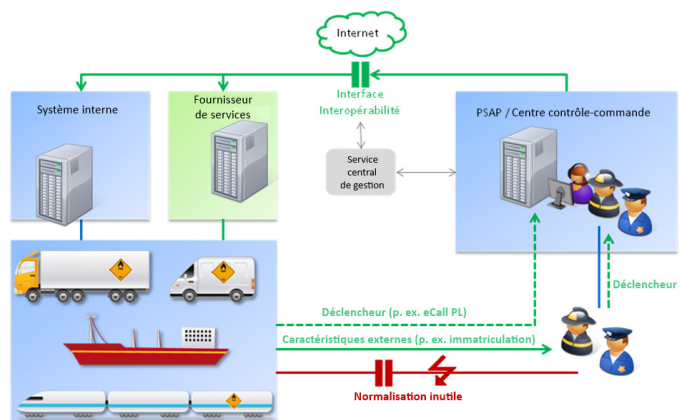 Internet
Interface
Interopérabilité
Système interne
Fournisseur
de services
PSAP / Centre contrôle-commande
Service
central
de gestion
Déclencheur
Déclencheur (p. ex. eCall PL)
Caractéristiques externes (p. ex. immatriculation)
Normalisation inutile